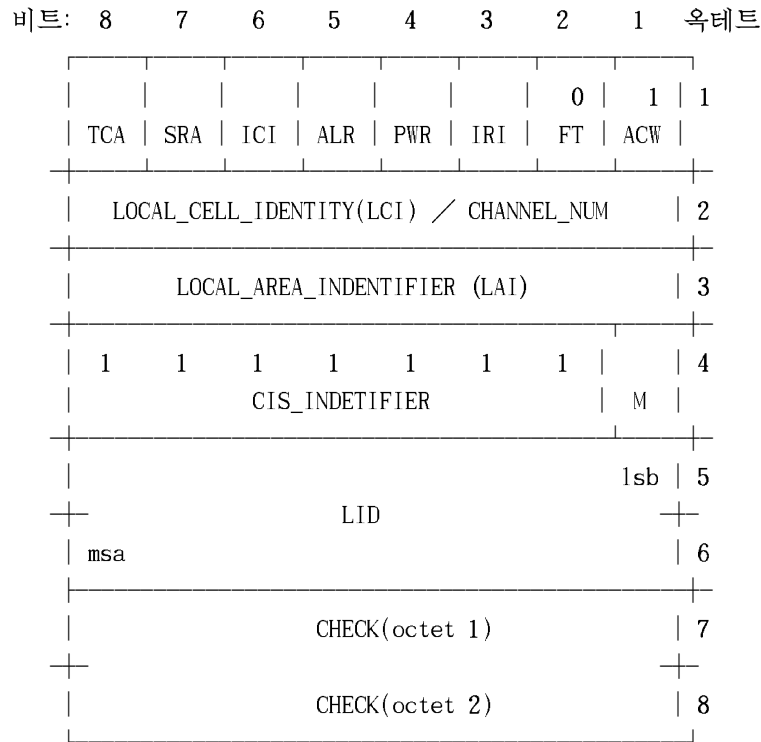 비트: 8 7 6 5 4 3 2 1 옥테트
0 1 1
TCA SRA ICI ALR PWR IRI FT ACW
LOCAL_CELL_IDENTITY(LCI) ／ CHANNEL_NUM 2
LOCAL_AREA_INDENTIFIER (LAI) 3
1 1 1 1 1 1 1 4
CIS_INDETIFIER M
lsb 5
LID
msa 6
CHECK(octet 1) 7
CHECK(octet 2) 8